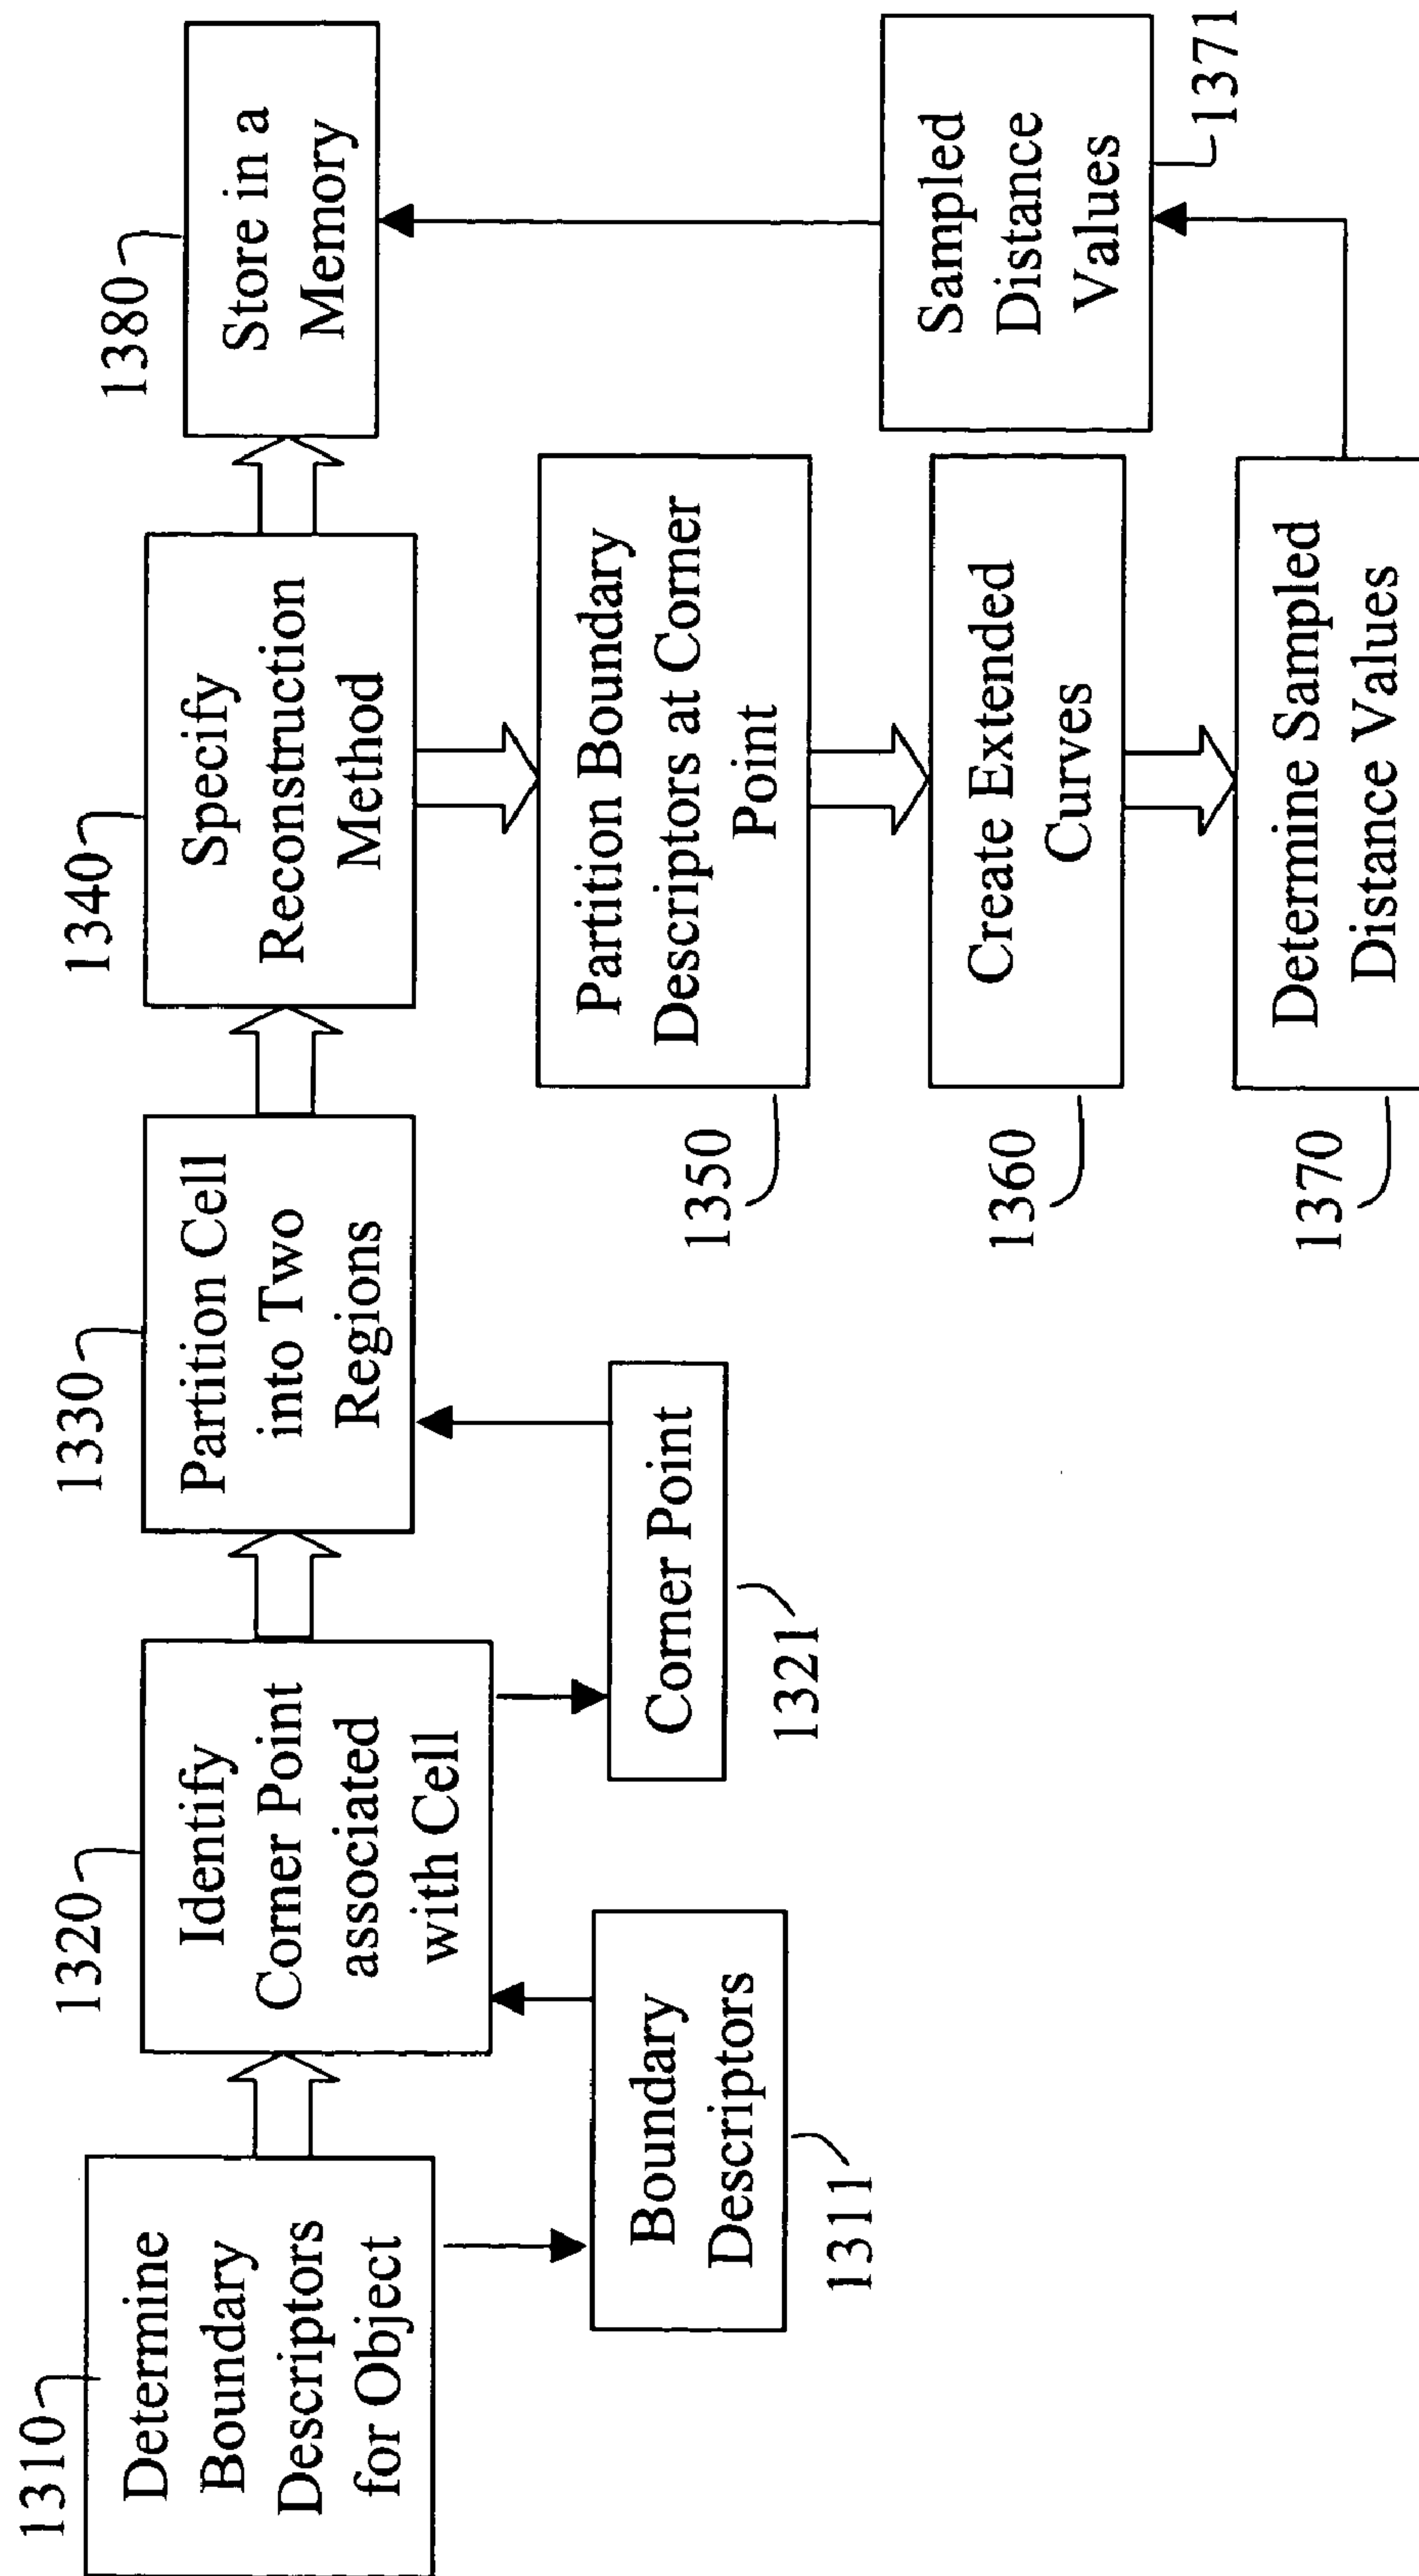 1310
Determine
Boundary
Descriptors
for Object
1311
Boundary
Descriptors
1320
Identify
Corner Point
associated
with Cell
1321
Corner Point
1330
Partition Cell
into Two
Regions
1340
Specify
Reconstruction
Method
1380
Store in a
Memory
1350
Partition Boundary
Descriptors at Corner
Point
1360
Create Extended
Curves
1370
Determine Sampled
Distance Values
Sampled
Distance
Values
1371